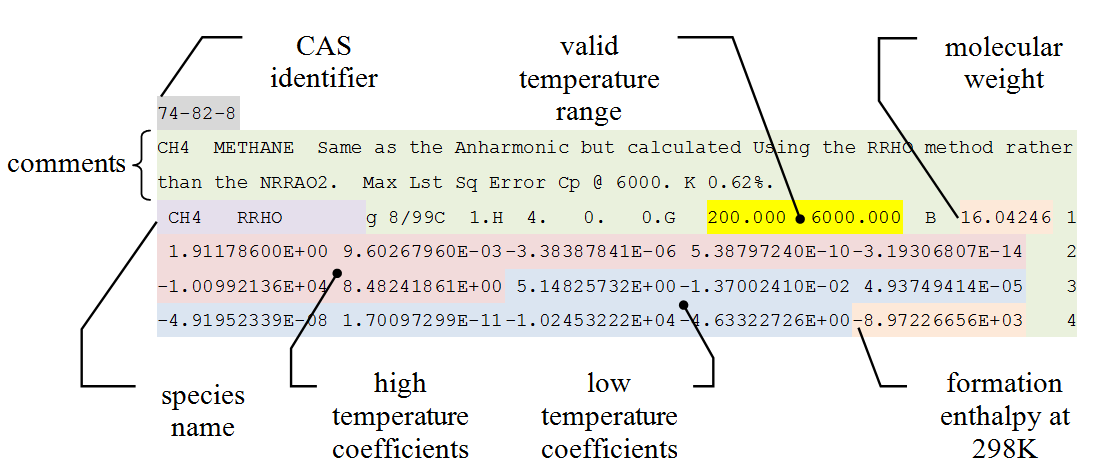 CAS identifier
valid temperature range
molecular weight
74-82-8
comments
CH4 METHANE Same as the Anharmonic but calculated Using the RRHO method rather
than the NRRAO2. Max Lst Sq Error Cp @ 6000. K 0.62%.
CH4 RRHO g 8/99C 1.H 4. 0. 0.G 200.000 6000.000 B 16.04246 1
1.91178600E+00 9.60267960E-03-3.38387841E-06 5.38797240E-10-3.19306807E-14 2
-1.00992136E+04 8.48241861E+00 5.14825732E+00-1.37002410E-02 4.93749414E-05 3
-4.91952339E-08 1.70097299E-11-1.02453222E+04-4.63322726E+00-8.97226656E+03 4
species name
high temperature coefficients
low temperature coefficients
formation enthalpy at 298K